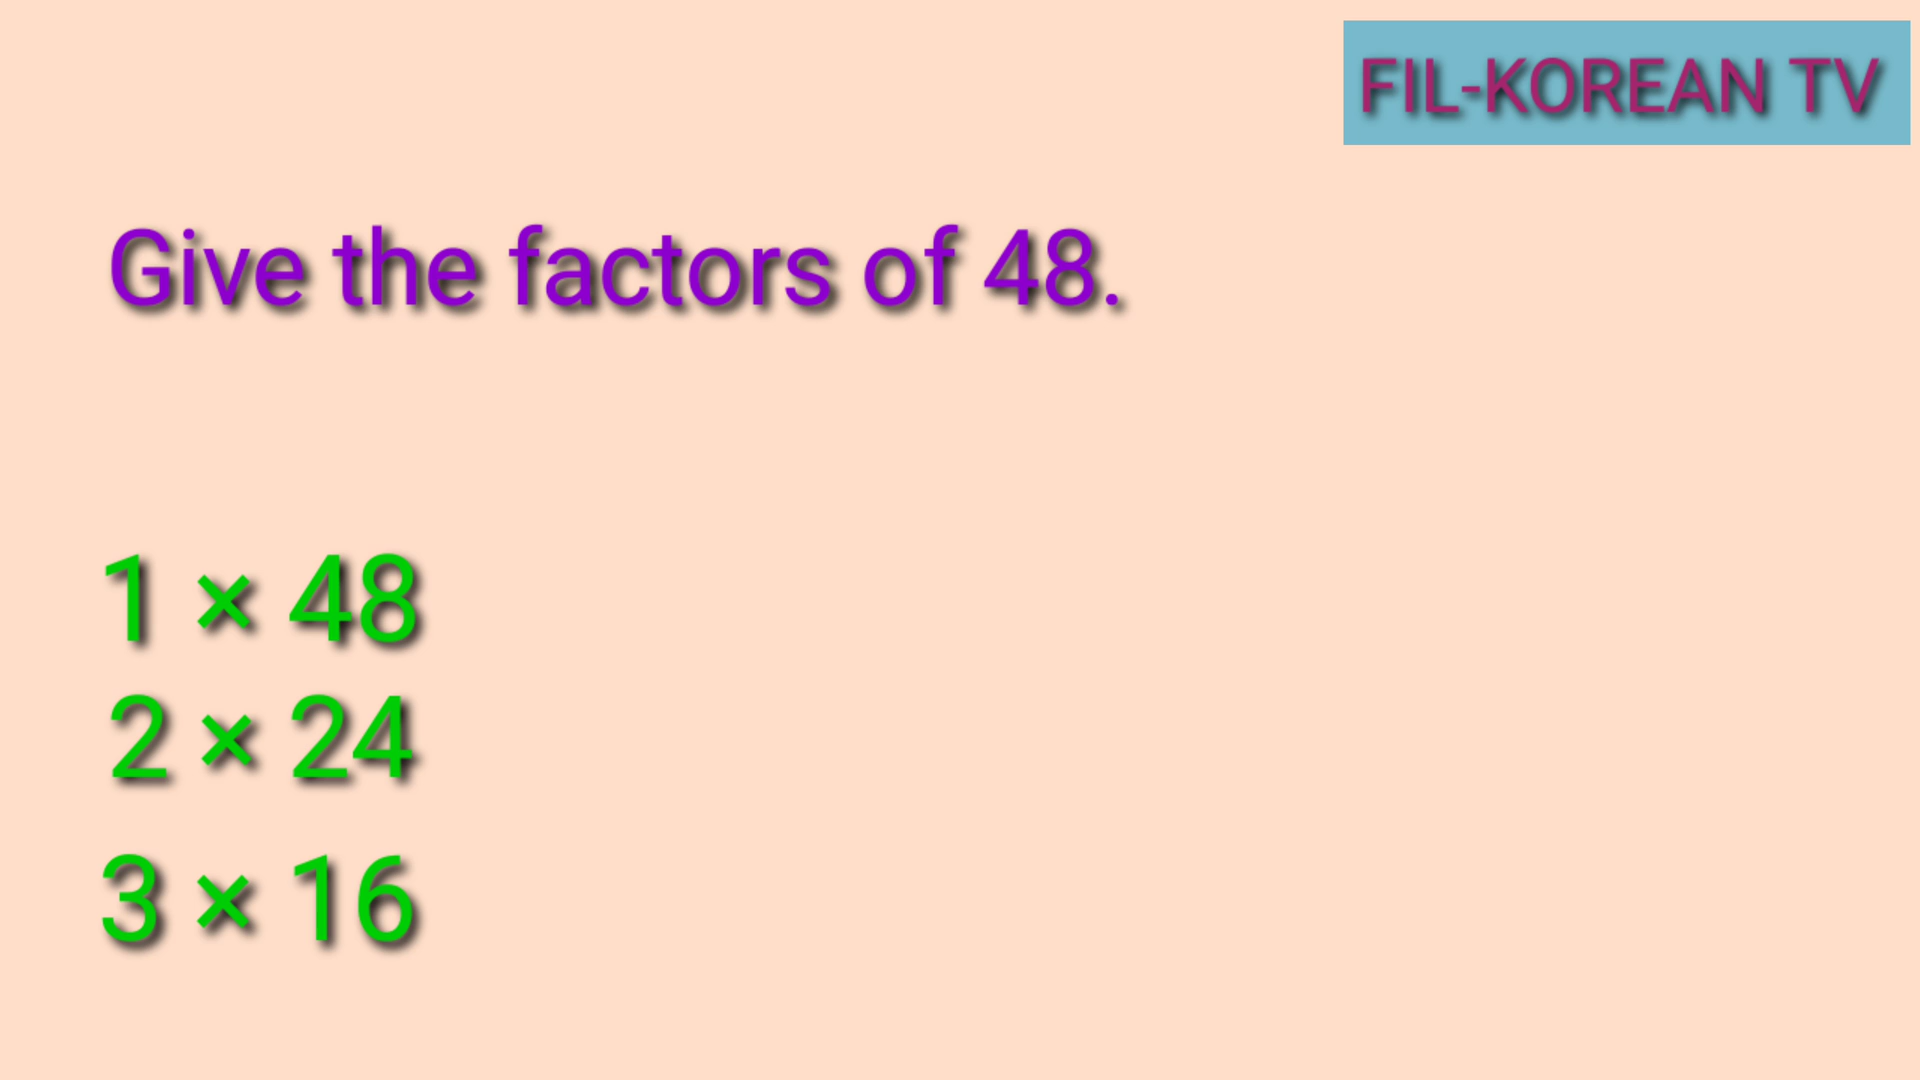 FIL-KOREAN TV
Give the factors of 48.
1 × 48
2 × 24
3 × 16